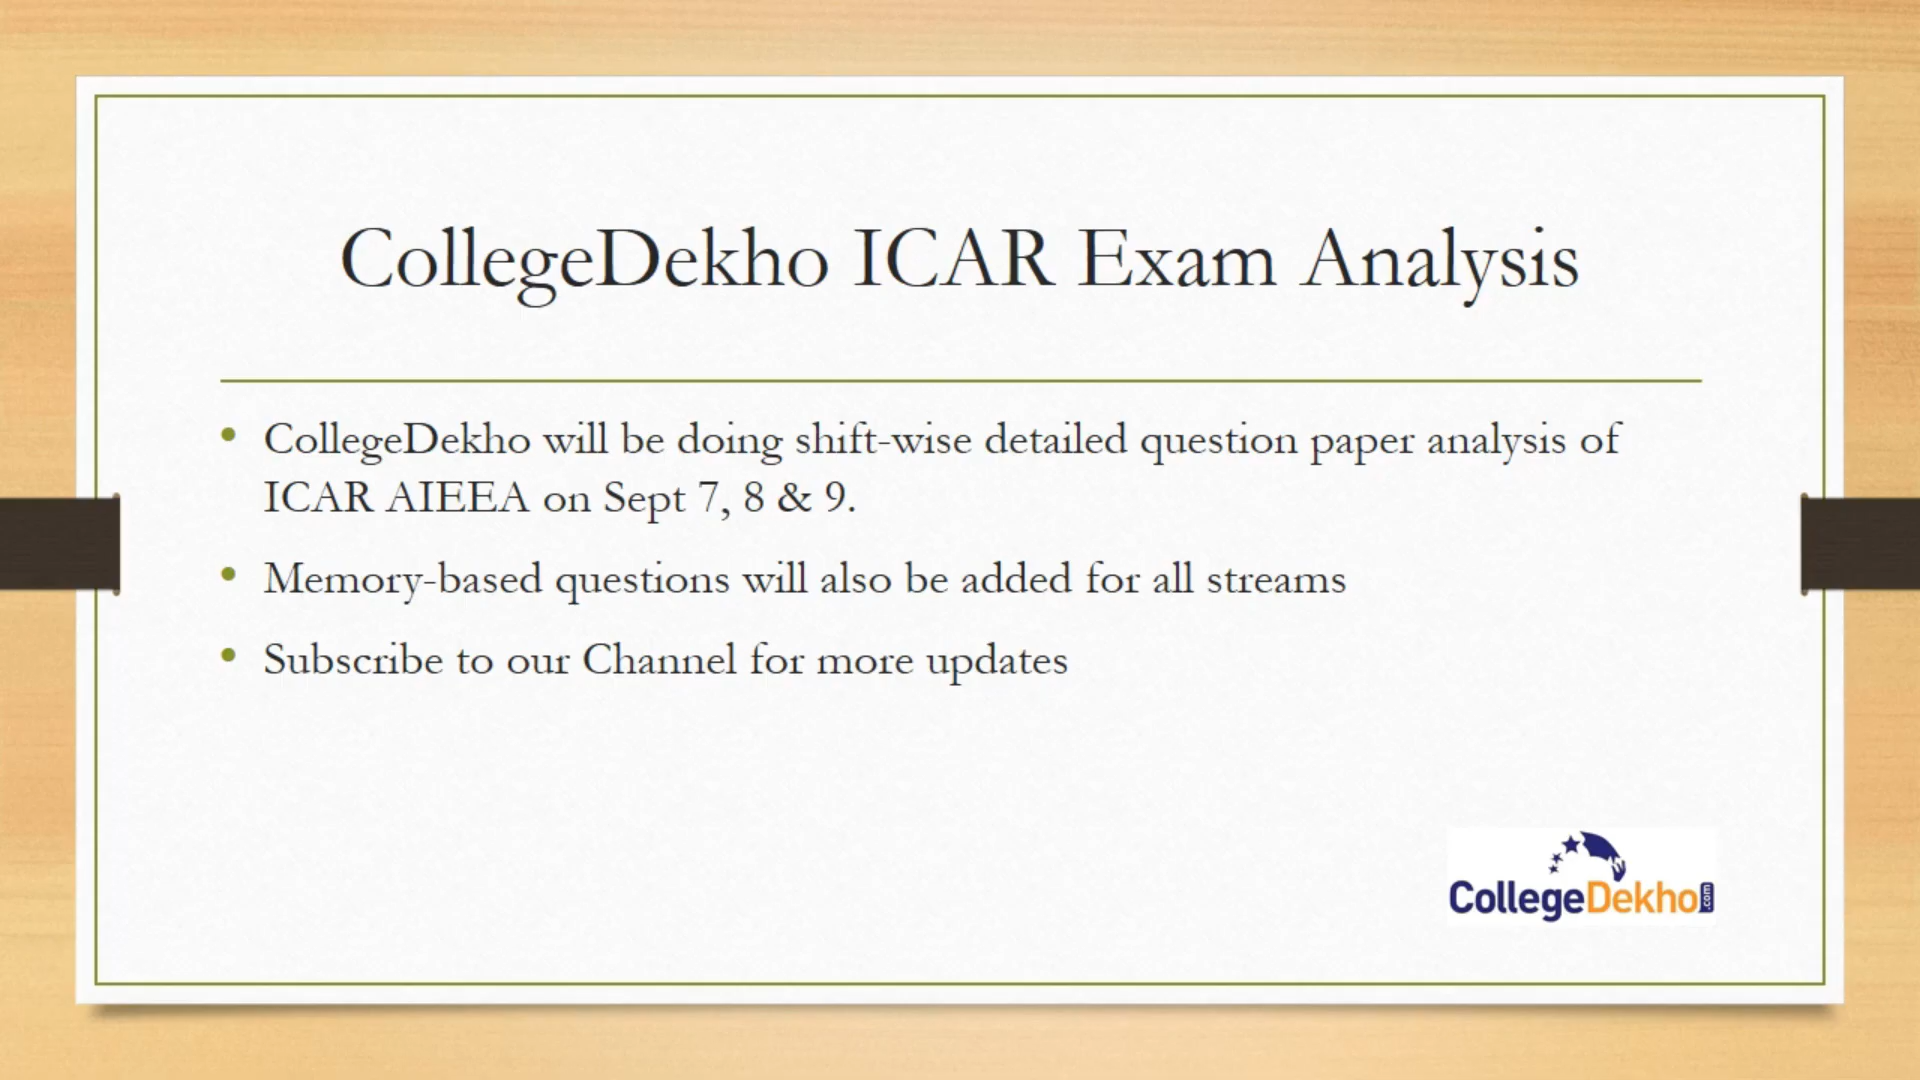 CollegeDekho ICAR Exam Analysis
• CollegeDekho will be doing shift-wise detailed question paper analysis of
ICAR AIEEA on Sept 7, 8 & 9.
• Memory-based questions will also be added for all streams
• Subscribe to our Channel for more updates
CollegeDekho.com